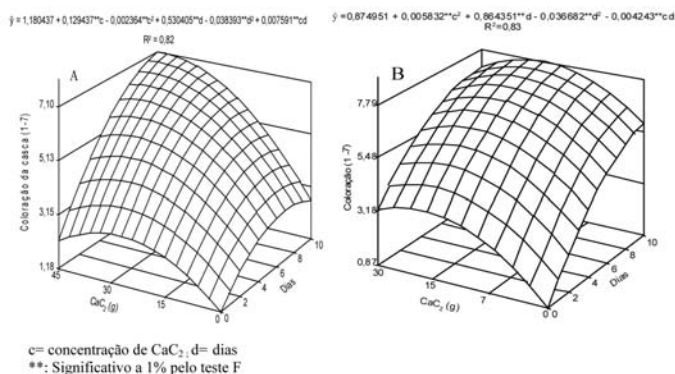 ŷ = 1,180437 + 0,129437**c - 0,002364**c² + 0,530405**d - 0,038393**d² + 0,007591**cd
R² = 0,82
A
Coloração da casca (1-7)
7,10
5,13
3,15
1,18
45
30
15
0
CaC₂ (g)
0
2
4
6
8
10
Dias
ŷ = 0,874951 + 0,005832**c² + 0,864351**d - 0,036682**d² - 0,004243**cd
R²=0,83
B
Coloração (1-7)
7,79
5,48
3,18
0,87
30
15
7
0
CaC₂ (g)
0
2
4
6
8
10
Dias
c= concentração de CaC₂ ; d= dias
**: Significativo a 1% pelo teste F